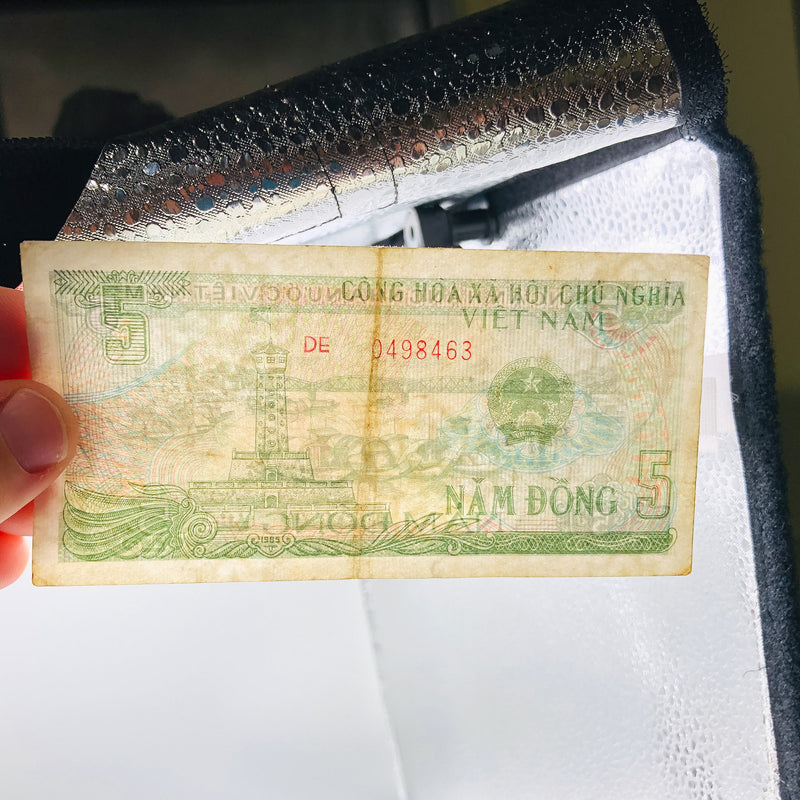 5
CỘNG HÒA XÃ HỘI CHỦ NGHĨA
VIỆT NAM
DE 0498463
NĂM ĐỒNG
5
1985